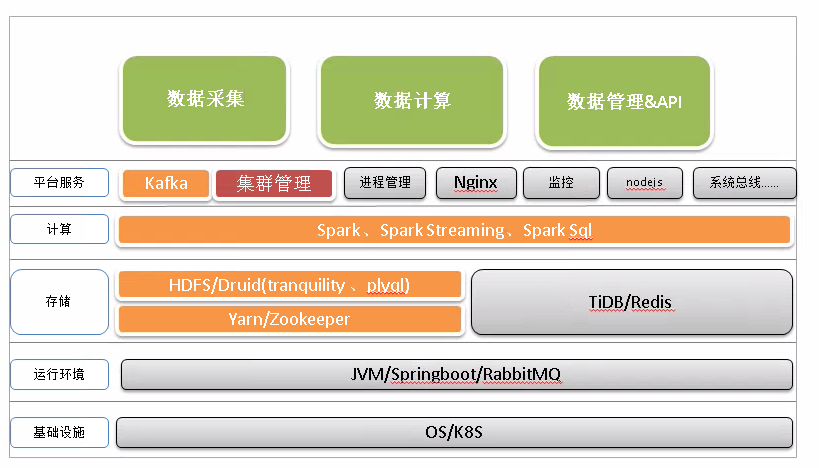 数据采集
数据计算
数据管理&API
平台服务
Kafka
集群管理
进程管理
Nginx
监控
nodejs
系统总线......
计算
Spark 、Spark Streaming、Spark Sql
存储
HDFS/Druid(tranquility 、plyql)
Yarn/Zookeeper
TiDB/Redis
运行环境
JVM/Springboot/RabbitMQ
基础设施
OS/K8S